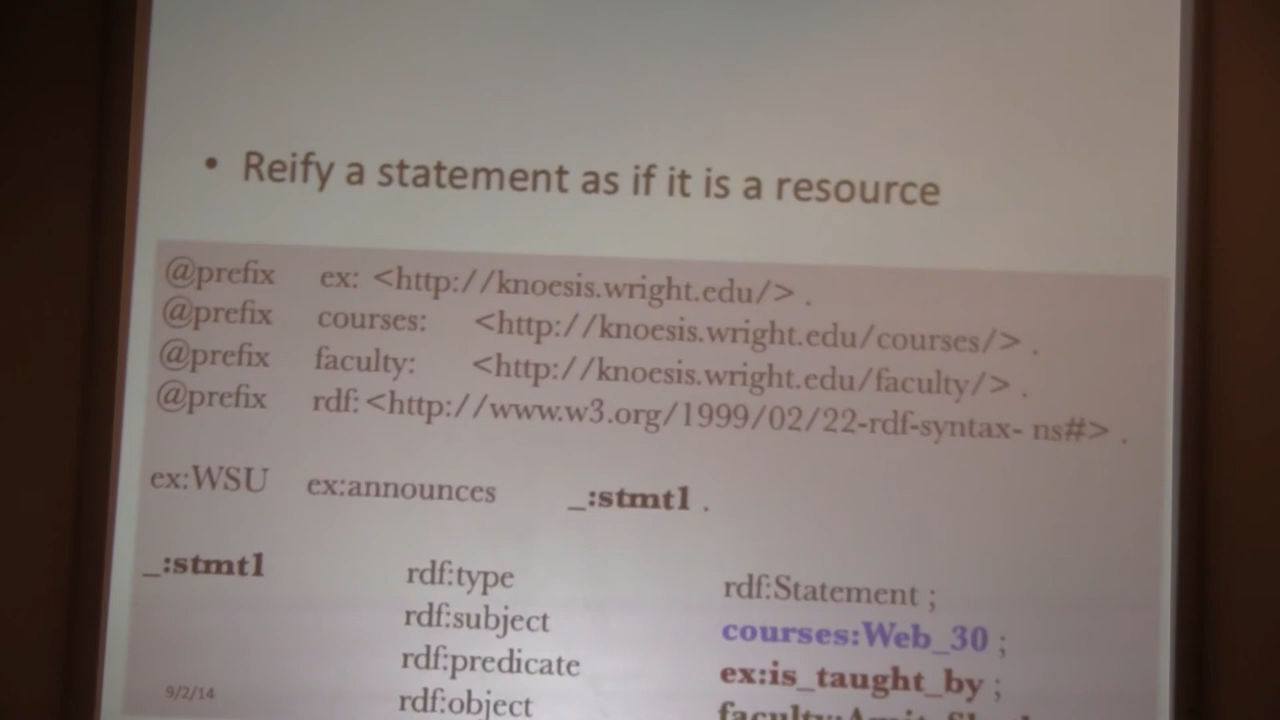 • Reify a statement as if it is a resource
@prefix ex: <http://knoesis.wright.edu/> .
@prefix courses: <http://knoesis.wright.edu/courses/> .
@prefix faculty: <http://knoesis.wright.edu/faculty/> .
@prefix rdf: <http://www.w3.org/1999/02/22-rdf-syntax- ns#> .
ex:WSU ex:announces _:stmt1 .
_:stmt1 rdf:type rdf:Statement ;
rdf:subject courses:Web_30 ;
rdf:predicate ex:is_taught_by ;
rdf:object
9/2/14